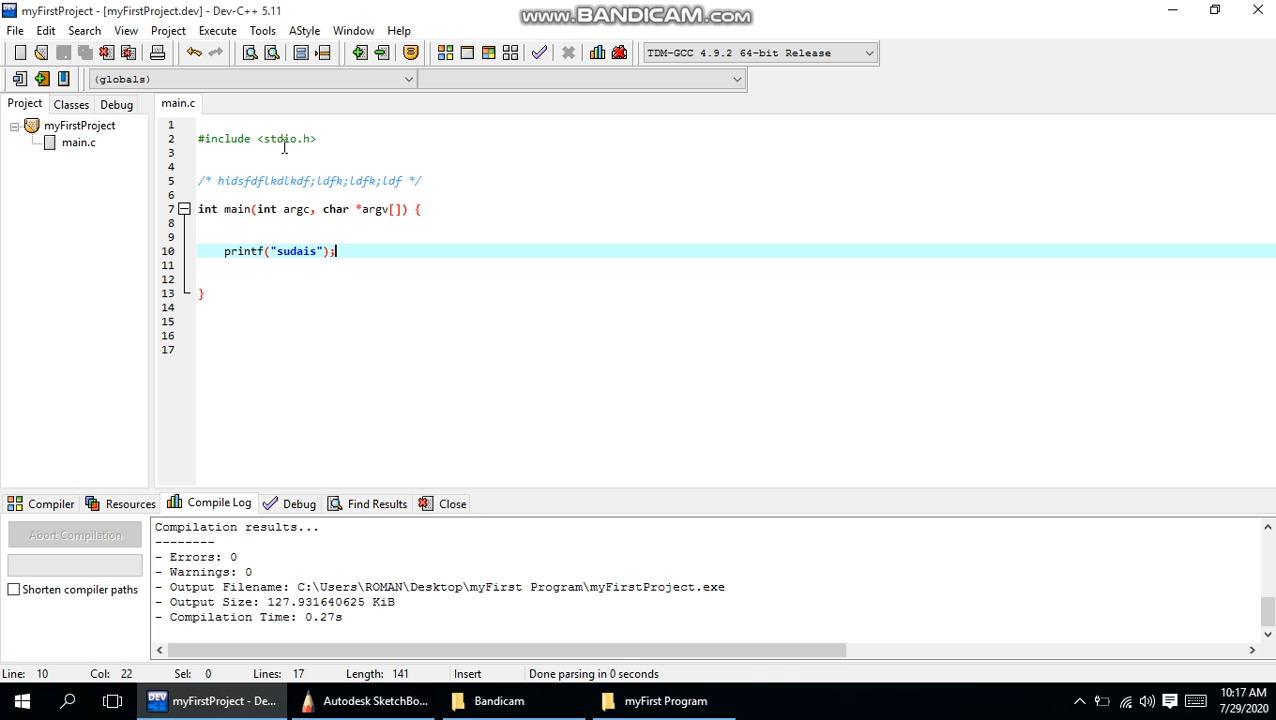 myFirstProject - [myFirstProject.dev] - Dev-C++ 5.11
www.BANDICAM.com
File Edit Search View Project Execute Tools AStyle Window Help
TDM-GCC 4.9.2 64-bit Release
(globals)
Project Classes Debug
main.c
myFirstProject
main.c
1
2 #include <stdio.h>
3
4
5 /* hidsfdflkdlkdf;ldfk;ldfk;ldf */
6
7 int main(int argc, char *argv[]) {
8
9
10 printf("sudais");
11
12
13 }
14
15
16
17
Compiler Resources Compile Log Debug Find Results Close
Abort Compilation
Shorten compiler paths
Compilation results...
--------
- Errors: 0
- Warnings: 0
- Output Filename: C:\Users\ROMAN\Desktop\myFirst Program\myFirstProject.exe
- Output Size: 127.931640625 KiB
- Compilation Time: 0.27s
Line: 10 Col: 22 Sel: 0 Lines: 17 Length: 141 Insert Done parsing in 0 seconds
DEV myFirstProject - De... Autodesk SketchBo... Bandicam myFirst Program
10:17 AM
7/29/2020